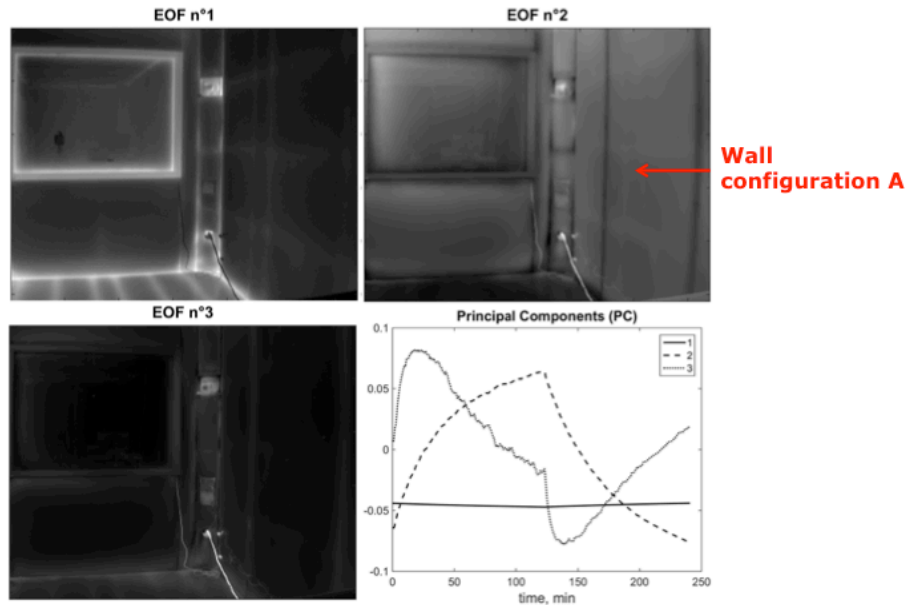 EOF n°1
EOF n°2
Wall
configuration A
EOF n°3
Principal Components (PC)
0.1
0.05
0
-0.05
-0.1
1
2
3
0
50
100
150
200
250
time, min